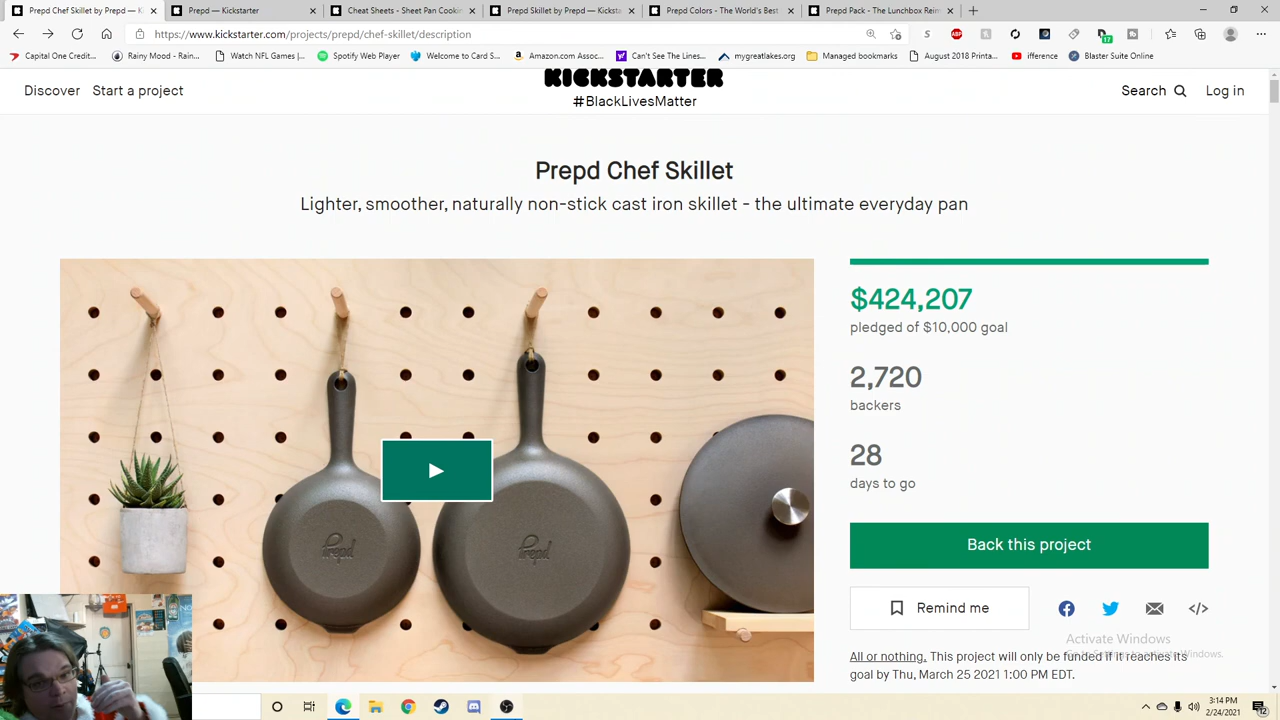 Prepd Chef Skillet by Prepd — Ki
Prepd — Kickstarter
Cheat Sheets - Sheet Pan Cookin
Prepd Skillet by Prepd — Kicksta
Prepd Colors - The World's Best
Prepd Pack - The Lunchbox Rein
https://www.kickstarter.com/projects/prepd/chef-skillet/description
ABP
17
Capital One Credit...
Rainy Mood - Rain...
Watch NFL Games |...
Spotify Web Player
Welcome to Card S...
Amazon.com Assoc...
Can't See The Lines...
mygreatlakes.org
Managed bookmarks
August 2018 Printa...
ifference
Blaster Suite Online
KICKSTARTER
Discover
Start a project
#BlackLivesMatter
Search
Log in
Prepd Chef Skillet
Lighter, smoother, naturally non-stick cast iron skillet - the ultimate everyday pan
$424,207
pledged of $10,000 goal
2,720
backers
28
days to go
prepd
prepd
Back this project
Remind me
Activate Windows
All or nothing. This project will only be funded if it reaches its
goal by Thu, March 25 2021 1:00 PM EDT.
3:14 PM
2/24/2021
12